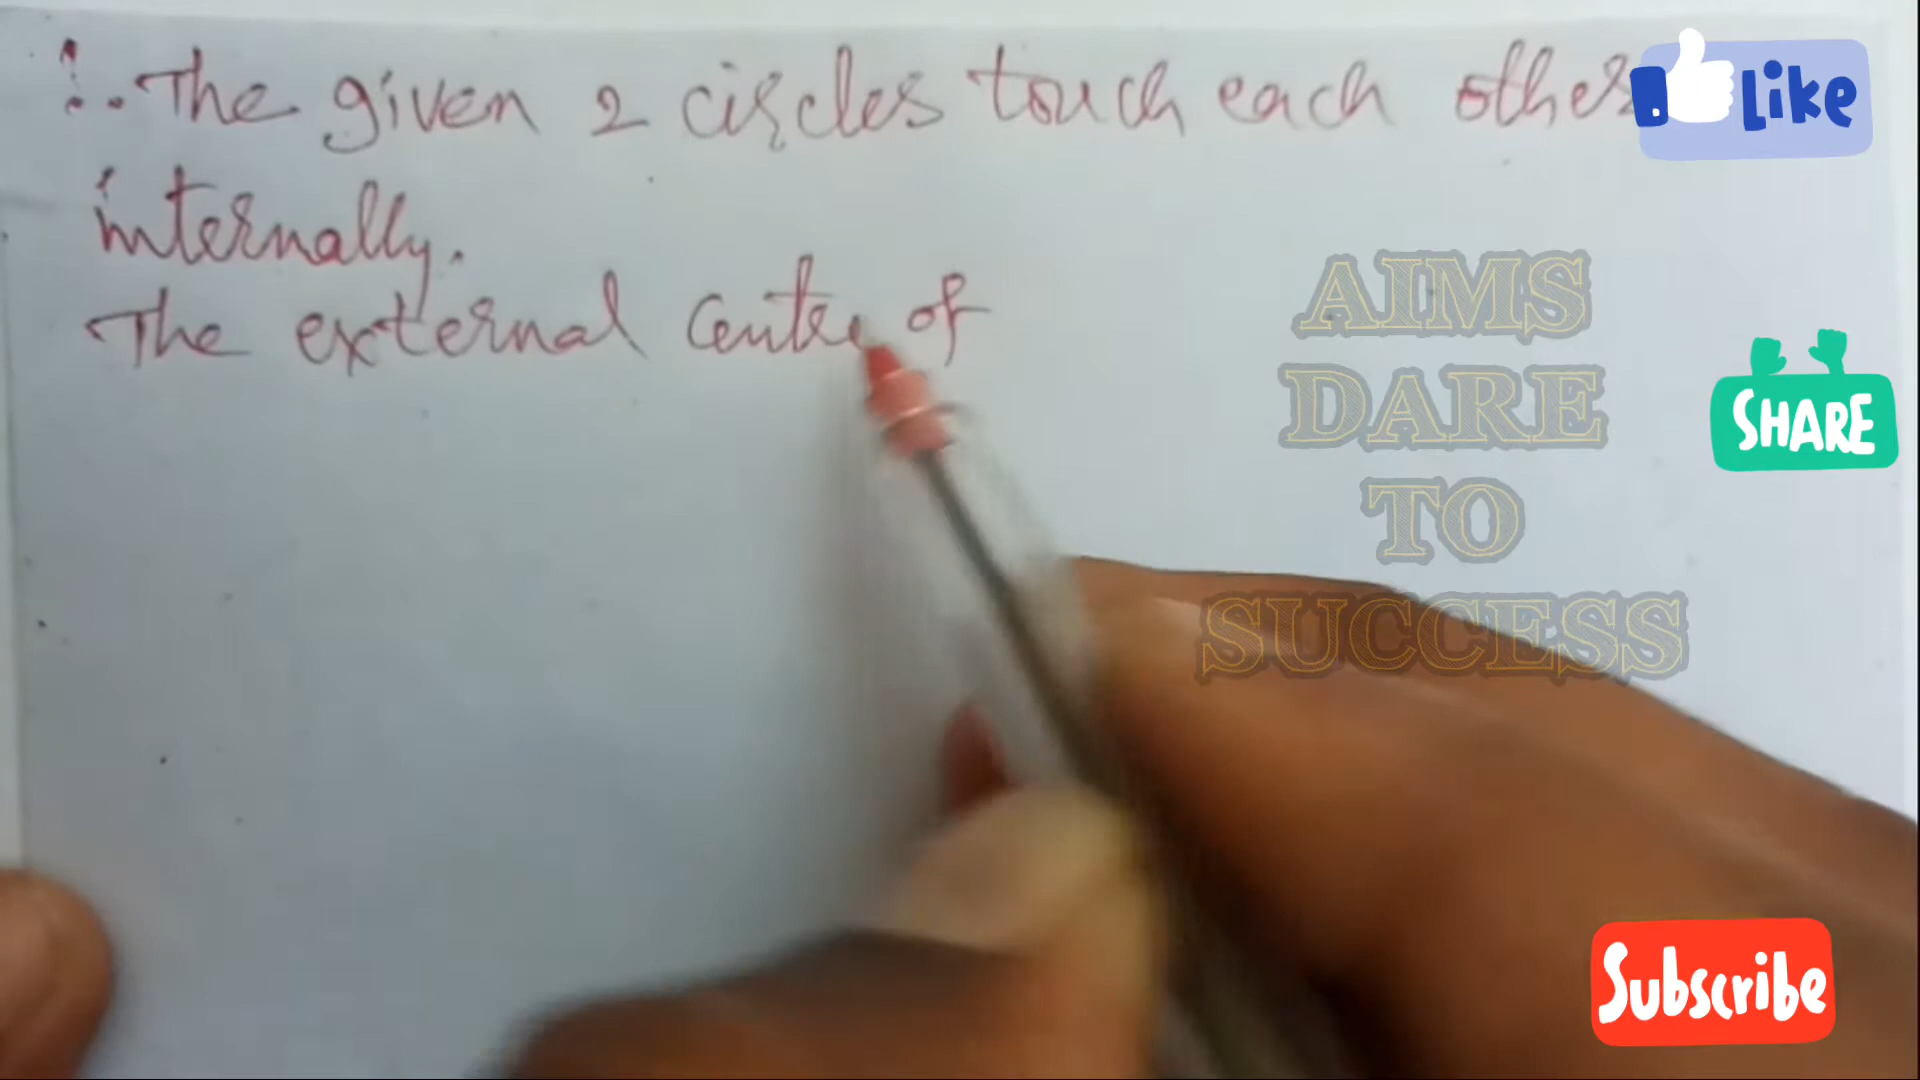 ∴ The given 2 circles touch each other
internally.
The external centre of
Like
AIMS
DARE
TO
SUCCESS
SHARE
Subscribe